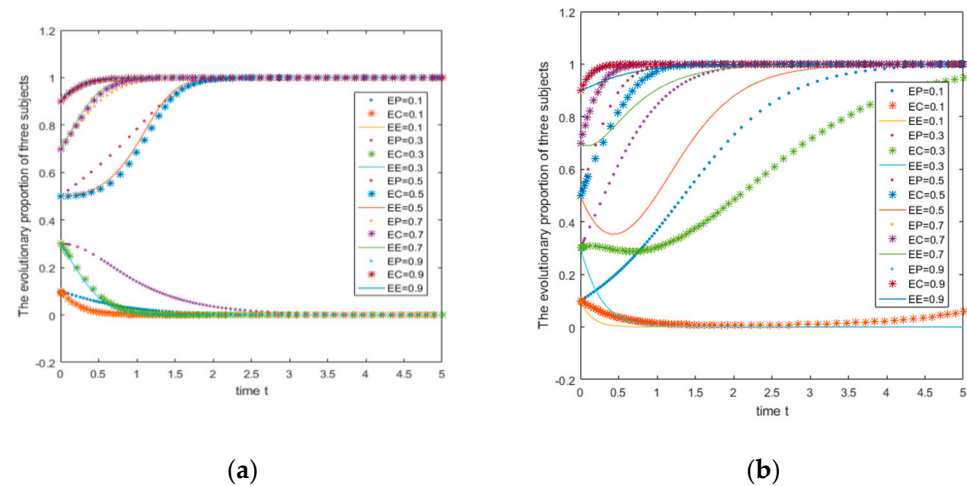 (a)
1.2
1
0.8
0.6
0.4
0.2
0
-0.2
The evolutionary proportion of three subjects
0 0.5 1 1.5 2 2.5 3 3.5 4 4.5 5
time t
EP=0.1
EC=0.1
EE=0.1
EP=0.3
EC=0.3
EE=0.3
EP=0.5
EC=0.5
EE=0.5
EP=0.7
EC=0.7
EE=0.7
EP=0.9
EC=0.9
EE=0.9
(b)
1.2
1
0.8
0.6
0.4
0.2
0
-0.2
The evolutionary proportion of three subjects
0 0.5 1 1.5 2 2.5 3 3.5 4 4.5 5
time t
EP=0.1
EC=0.1
EE=0.1
EP=0.3
EC=0.3
EE=0.3
EP=0.5
EC=0.5
EE=0.5
EP=0.7
EC=0.7
EE=0.7
EP=0.9
EC=0.9
EE=0.9
(a) (b)